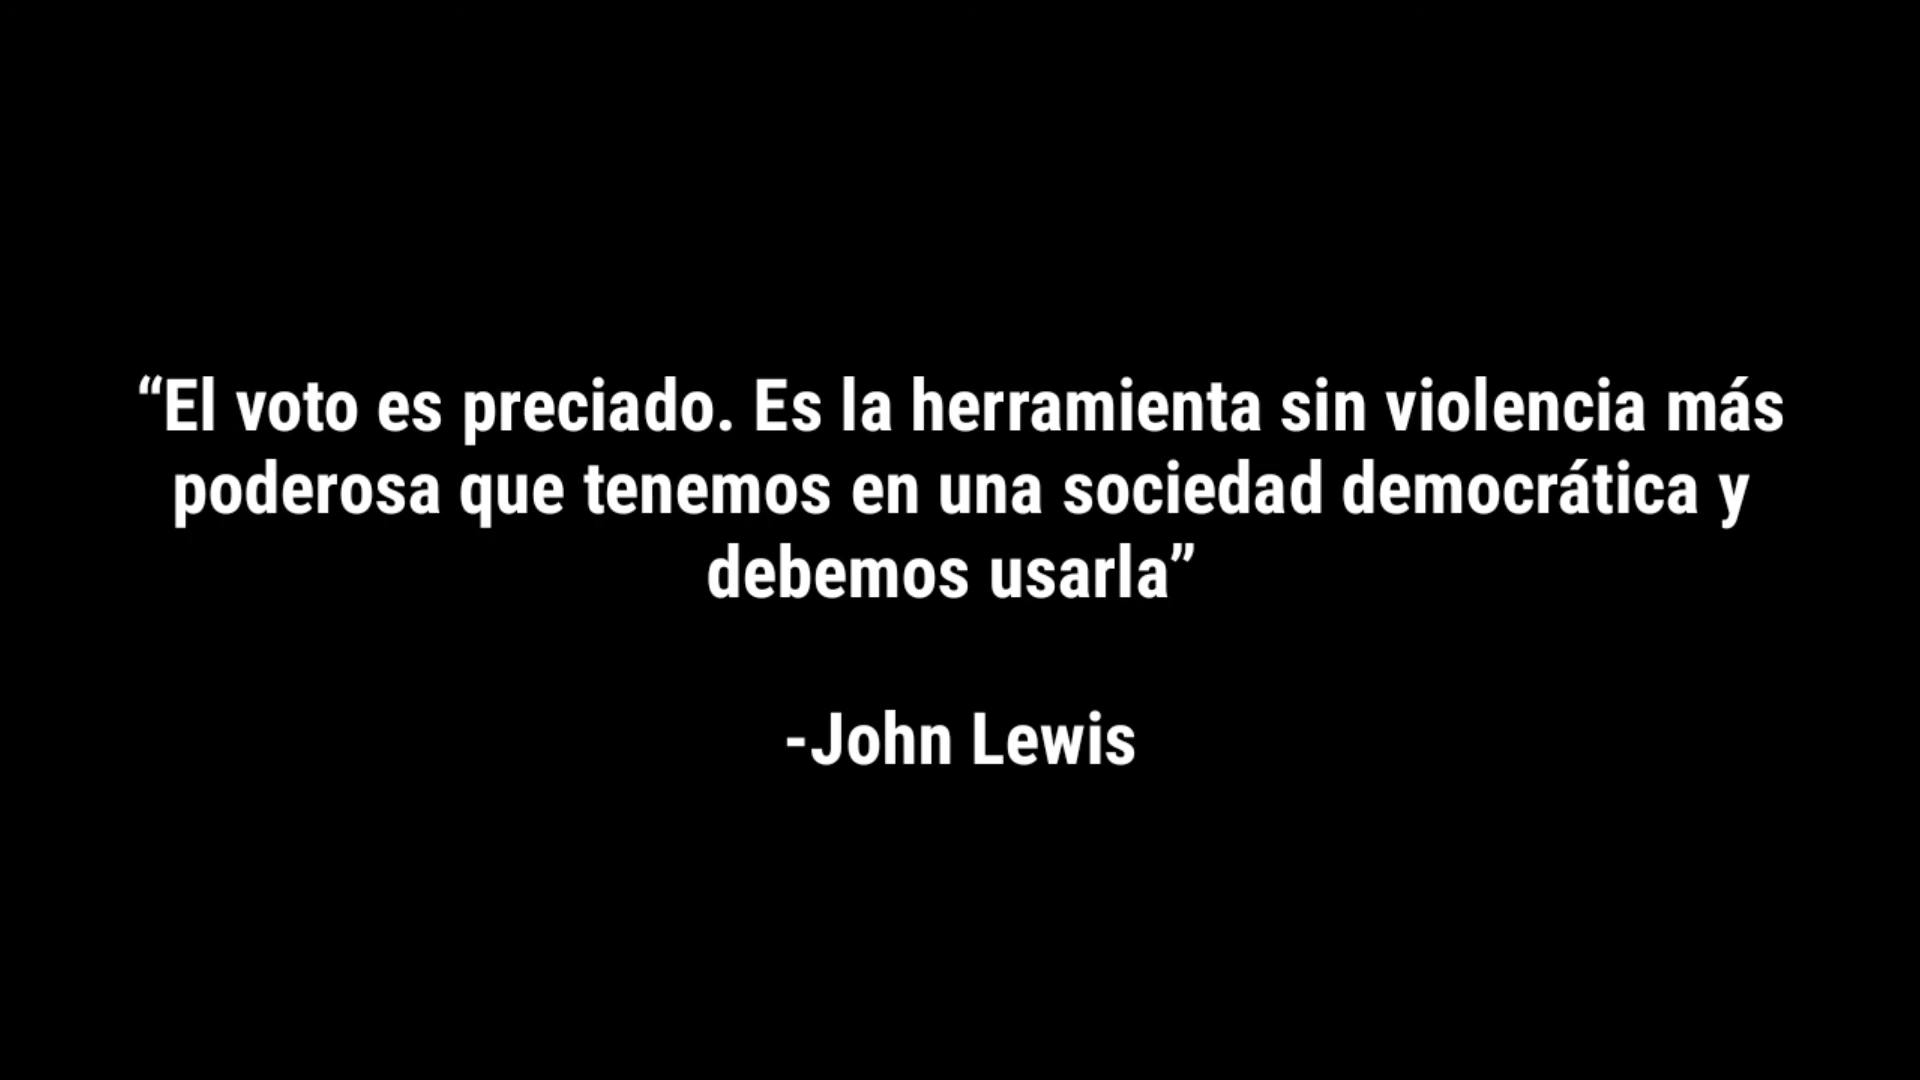 “El voto es preciado. Es la herramienta sin violencia más
poderosa que tenemos en una sociedad democrática y
debemos usarla”
-John Lewis